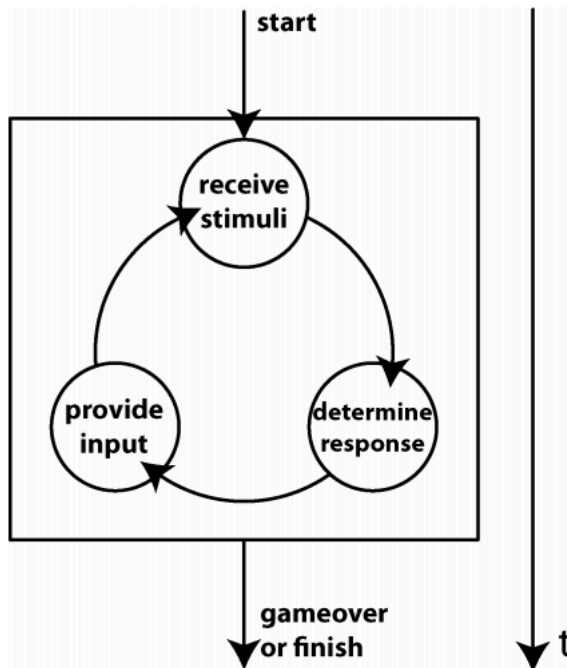 start
receive
stimuli
provide
input
determine
response
gameover
or finish
t